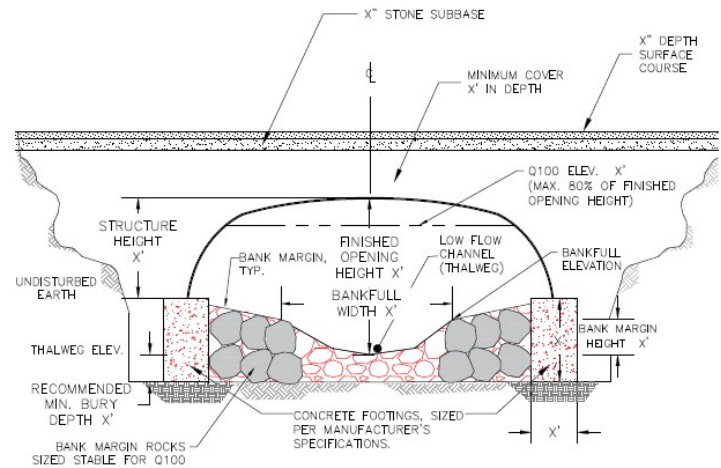 X" STONE SUBBASE
X" DEPTH
SURFACE
COURSE
℄
MINIMUM COVER
X' IN DEPTH
Q100 ELEV. X'
(MAX. 80% OF FINISHED
OPENING HEIGHT)
STRUCTURE
HEIGHT
X'
FINISHED
OPENING
HEIGHT X'
LOW FLOW
CHANNEL
(THALWEG)
BANKFULL
ELEVATION
BANK MARGIN,
TYP.
UNDISTURBED
EARTH
BANKFULL
WIDTH X'
BANK MARGIN
HEIGHT X'
X'
THALWEG ELEV.
RECOMMENDED
MIN. BURY
DEPTH X'
CONCRETE FOOTINGS, SIZED
PER MANUFACTURER'S
SPECIFICATIONS.
X'
BANK MARGIN ROCKS
SIZED STABLE FOR Q100